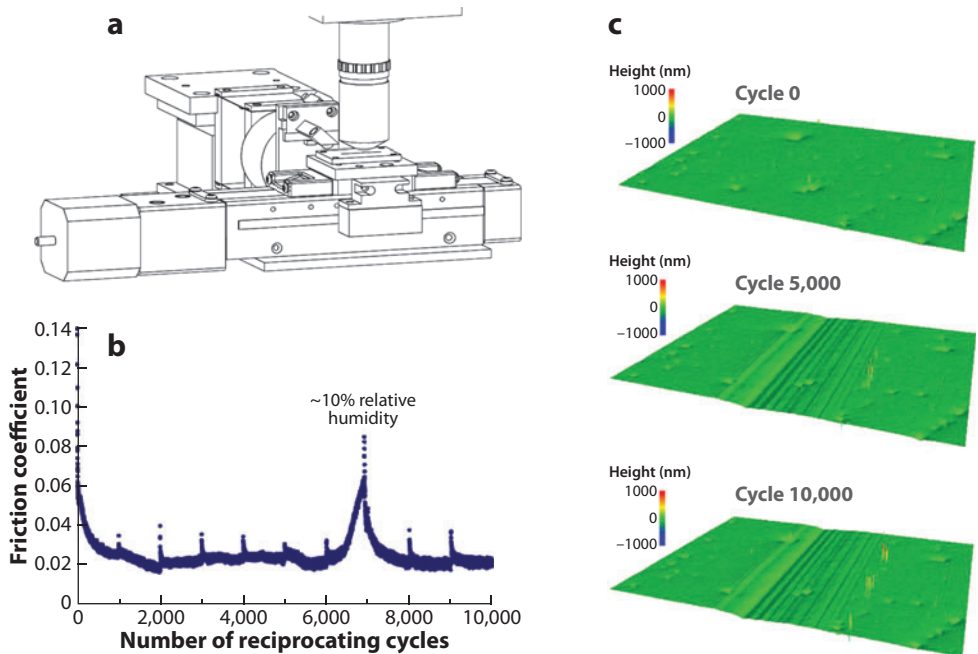 a
b
0.14
0.12
0.10
0.08
0.06
0.04
0.02
0
Friction coefficient
~10% relative
humidity
0
2,000
4,000
6,000
8,000
10,000
Number of reciprocating cycles
c
Height (nm)
1000
0
−1000
Cycle 0
Height (nm)
1000
0
−1000
Cycle 5,000
Height (nm)
1000
0
−1000
Cycle 10,000